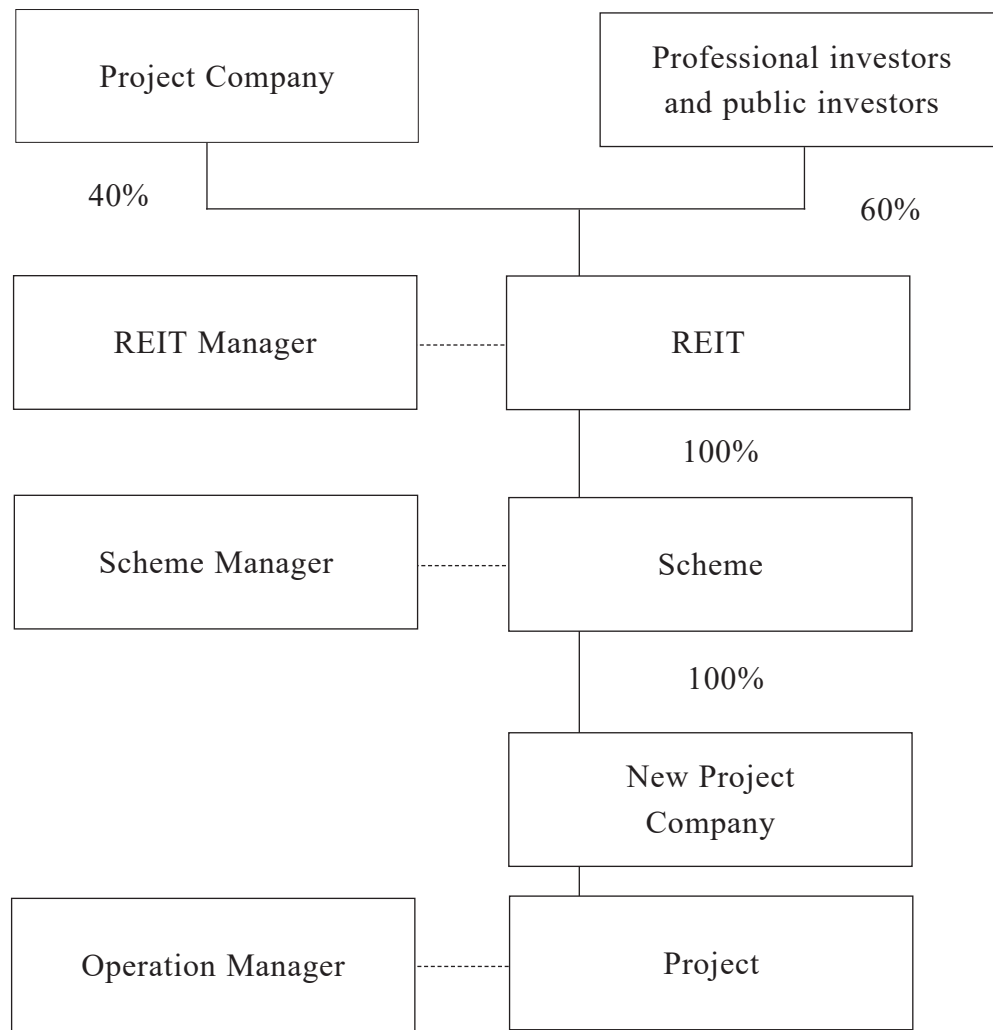 Project Company
Professional investors
and public investors
40%
60%
REIT Manager
REIT
100%
Scheme Manager
Scheme
100%
New Project
Company
Operation Manager
Project